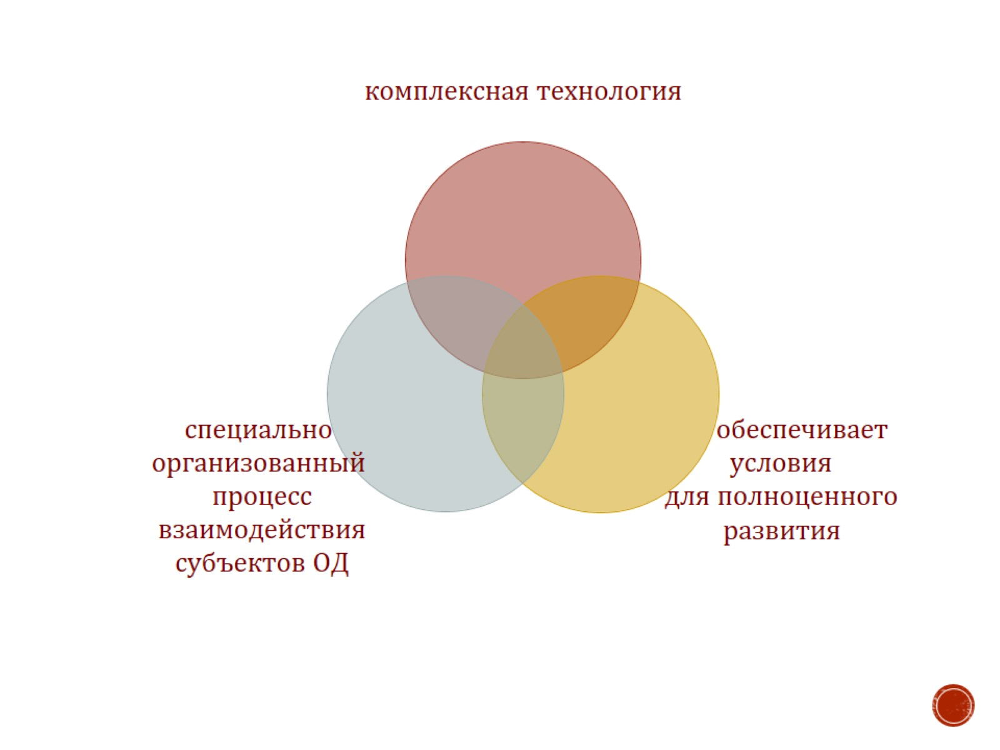 комплексная технология
специально
организованный
процесс
взаимодействия
субъектов ОД
обеспечивает
условия
для полноценного
развития